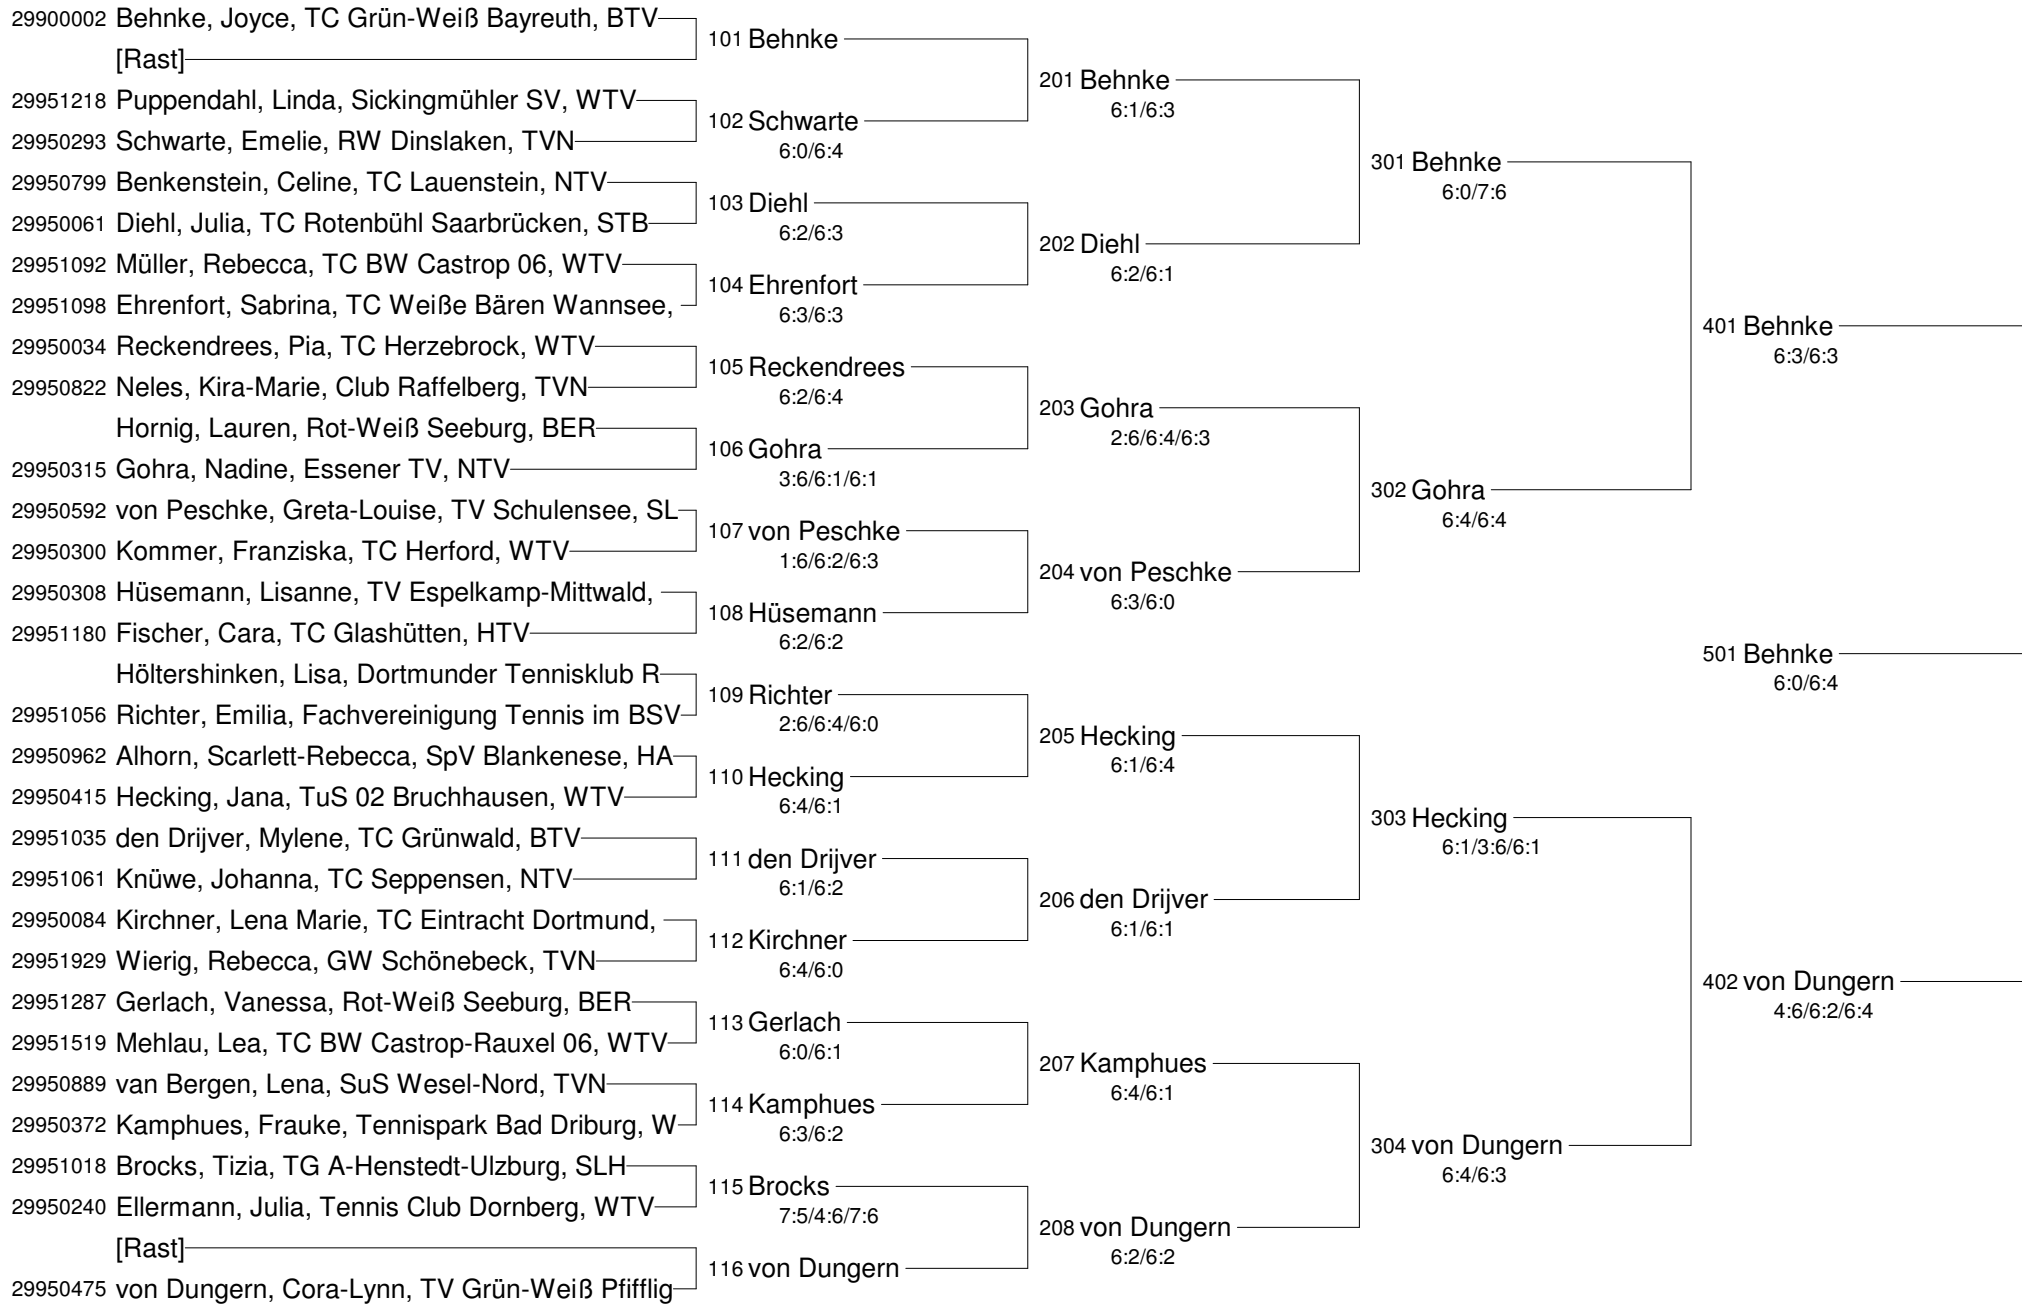 29900002 Behnke, Joyce, TC Grün-Weiß Bayreuth, BTV
[Rast]
29951218 Puppendahl, Linda, Sickingmühler SV, WTV
29950293 Schwarte, Emelie, RW Dinslaken, TVN
29950799 Benkenstein, Celine, TC Lauenstein, NTV
29950061 Diehl, Julia, TC Rotenbühl Saarbrücken, STB
29951092 Müller, Rebecca, TC BW Castrop 06, WTV
29951098 Ehrenfort, Sabrina, TC Weiße Bären Wannsee,
29950034 Reckendrees, Pia, TC Herzebrock, WTV
29950822 Neles, Kira-Marie, Club Raffelberg, TVN
Hornig, Lauren, Rot-Weiß Seeburg, BER
29950315 Gohra, Nadine, Essener TV, NTV
29950592 von Peschke, Greta-Louise, TV Schulensee, SL
29950300 Kommer, Franziska, TC Herford, WTV
29950308 Hüsemann, Lisanne, TV Espelkamp-Mittwald,
29951180 Fischer, Cara, TC Glashütten, HTV
Höltershinken, Lisa, Dortmunder Tennisklub R
29951056 Richter, Emilia, Fachvereinigung Tennis im BSV
29950962 Alhorn, Scarlett-Rebecca, SpV Blankenese, HA
29950415 Hecking, Jana, TuS 02 Bruchhausen, WTV
29951035 den Drijver, Mylene, TC Grünwald, BTV
29951061 Knüwe, Johanna, TC Seppensen, NTV
29950084 Kirchner, Lena Marie, TC Eintracht Dortmund,
29951929 Wierig, Rebecca, GW Schönebeck, TVN
29951287 Gerlach, Vanessa, Rot-Weiß Seeburg, BER
29951519 Mehlau, Lea, TC BW Castrop-Rauxel 06, WTV
29950889 van Bergen, Lena, SuS Wesel-Nord, TVN
29950372 Kamphues, Frauke, Tennispark Bad Driburg, W
29951018 Brocks, Tizia, TG A-Henstedt-Ulzburg, SLH
29950240 Ellermann, Julia, Tennis Club Dornberg, WTV
[Rast]
29950475 von Dungern, Cora-Lynn, TV Grün-Weiß Pfifflig
101 Behnke
102 Schwarte
6:0/6:4
103 Diehl
6:2/6:3
104 Ehrenfort
6:3/6:3
105 Reckendrees
6:2/6:4
106 Gohra
3:6/6:1/6:1
107 von Peschke
1:6/6:2/6:3
108 Hüsemann
6:2/6:2
109 Richter
2:6/6:4/6:0
110 Hecking
6:4/6:1
111 den Drijver
6:1/6:2
112 Kirchner
6:4/6:0
113 Gerlach
6:0/6:1
114 Kamphues
6:3/6:2
115 Brocks
7:5/4:6/7:6
116 von Dungern
201 Behnke
6:1/6:3
202 Diehl
6:2/6:1
203 Gohra
2:6/6:4/6:3
204 von Peschke
6:3/6:0
205 Hecking
6:1/6:4
206 den Drijver
6:1/6:1
207 Kamphues
6:4/6:1
208 von Dungern
6:2/6:2
301 Behnke
6:0/7:6
302 Gohra
6:4/6:4
303 Hecking
6:1/3:6/6:1
304 von Dungern
6:4/6:3
401 Behnke
6:3/6:3
501 Behnke
6:0/6:4
402 von Dungern
4:6/6:2/6:4